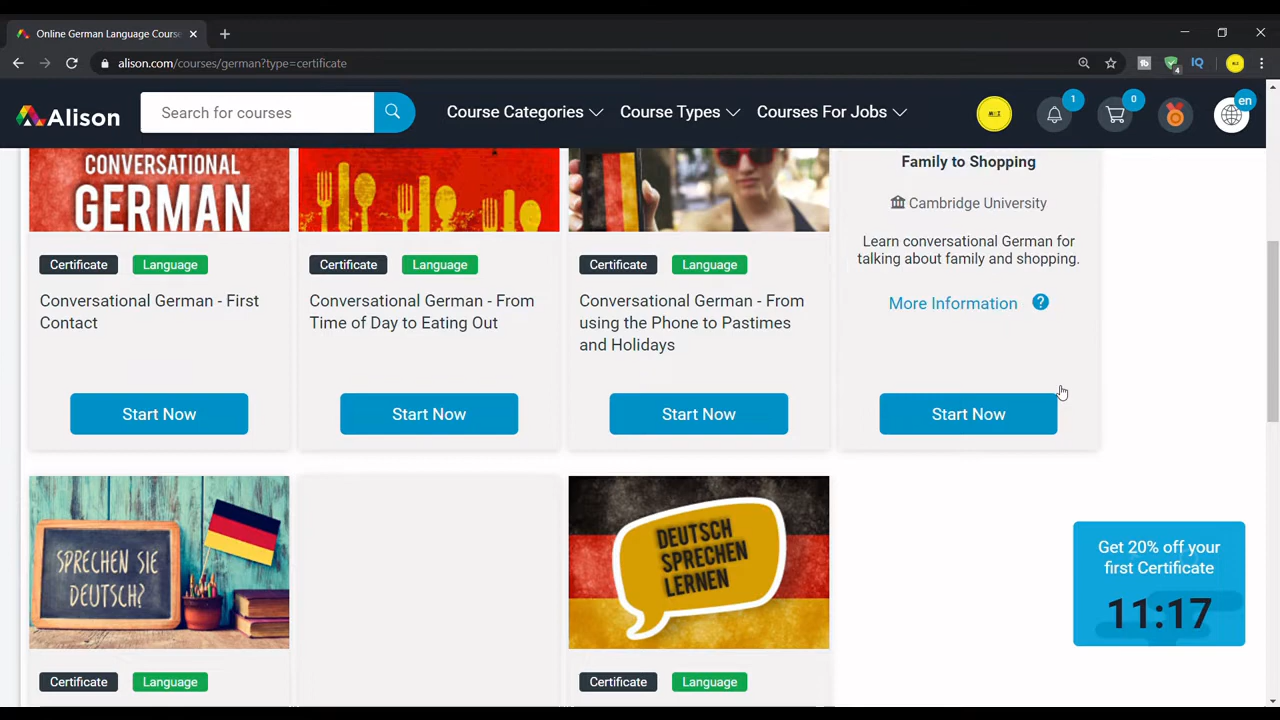 Online German Language Cours
alison.com/courses/german?type=certificate
4
IQ
Alison
Search for courses
Course Categories
Course Types
Courses For Jobs
1
0
en
CONVERSATIONAL
GERMAN
Family to Shopping
Cambridge University
Learn conversational German for
talking about family and shopping.
More Information ?
Certificate Language
Conversational German - First
Contact
Start Now
Certificate Language
Conversational German - From
Time of Day to Eating Out
Start Now
Certificate Language
Conversational German - From
using the Phone to Pastimes
and Holidays
Start Now
Start Now
SPRECHEN SIE
DEUTSCH?
Certificate Language
DEUTSCH
SPRECHEN
LERNEN
Certificate Language
Get 20% off your
first Certificate
11:17